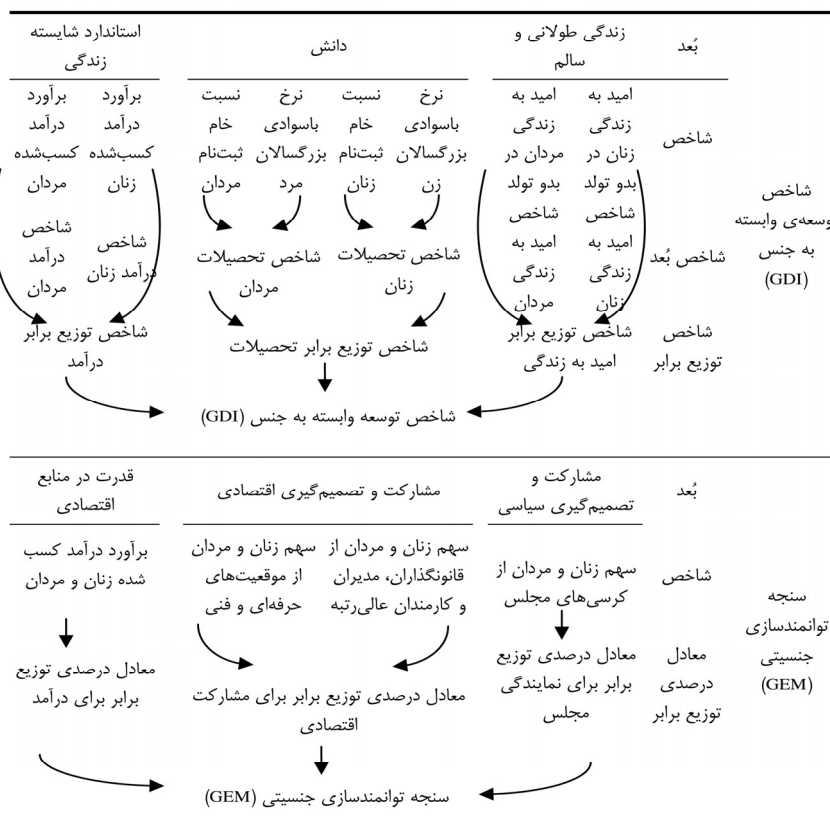 شاخص
توسعه‌ی وابسته
به جنس
(GDI)
بُعد
زندگی طولانی و
سالم
دانش
استاندارد شایسته
زندگی
شاخص
امید به
زندگی
زنان در
بدو تولد
امید به
زندگی
مردان در
بدو تولد
نرخ
باسوادی
بزرگسالان
زن
نسبت
خام
ثبت‌نام
زنان
نرخ
باسوادی
بزرگسالان
مرد
نسبت
خام
ثبت‌نام
مردان
برآورد
درآمد
کسب‌شده
زنان
برآورد
درآمد
کسب‌شده
مردان
شاخص بُعد
شاخص
امید به
زندگی
زنان
شاخص
امید به
زندگی
مردان
شاخص تحصیلات
زنان
شاخص تحصیلات
مردان
شاخص
درآمد زنان
شاخص
درآمد
مردان
شاخص
توزیع برابر
شاخص توزیع برابر
امید به زندگی
شاخص توزیع برابر تحصیلات
شاخص توزیع برابر
درآمد
شاخص توسعه وابسته به جنس (GDI)
سنجه
توانمندسازی
جنسیتی
(GEM)
بُعد
مشارکت و
تصمیم‌گیری سیاسی
مشارکت و تصمیم‌گیری اقتصادی
قدرت در منابع
اقتصادی
شاخص
سهم زنان و مردان از
کرسی‌های مجلس
سهم زنان و مردان از
قانونگذاران، مدیران
و کارمندان عالی‌رتبه
سهم زنان و مردان
از موقعیت‌های
حرفه‌ای و فنی
برآورد درآمد کسب
شده زنان و مردان
معادل
درصدی
توزیع برابر
معادل درصدی توزیع
برابر برای نمایندگی
مجلس
معادل درصدی توزیع برابر برای مشارکت
اقتصادی
معادل درصدی توزیع
برابر برای درآمد
سنجه توانمندسازی جنسیتی (GEM)